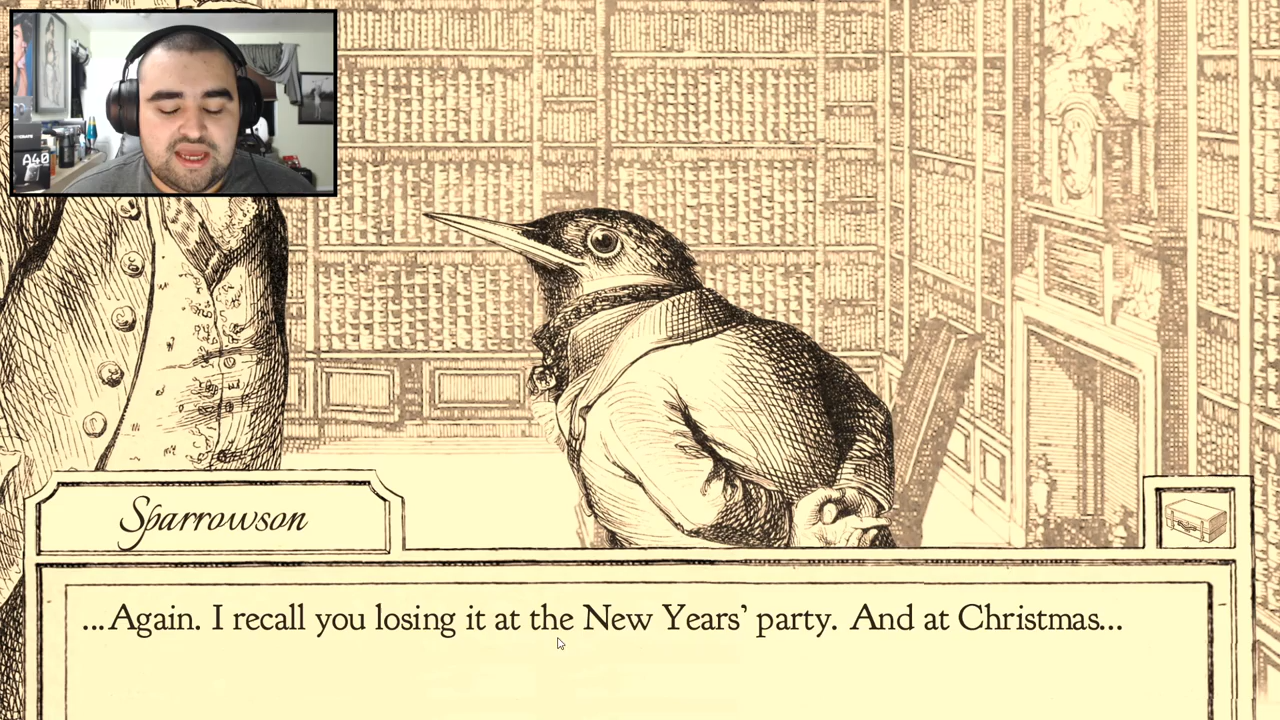 A40
Sparrowson
...Again. I recall you losing it at the New Years' party. And at Christmas...